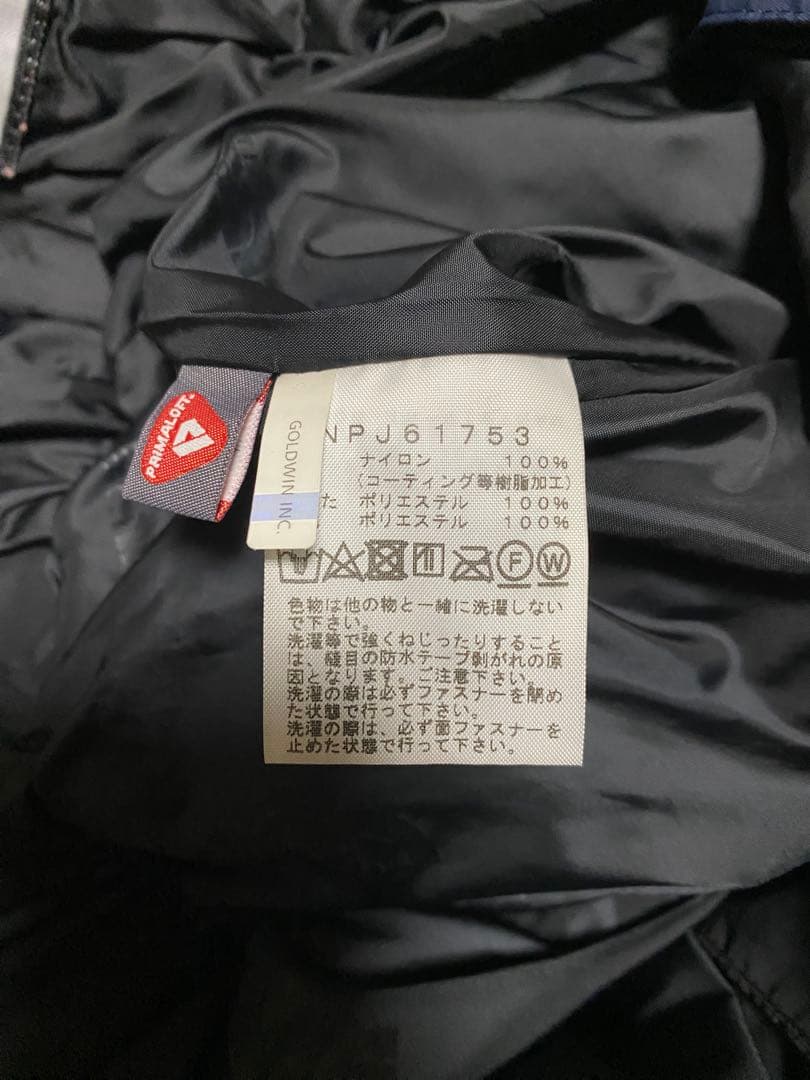 PRIMALOFT®
GOLDWIN INC.
NPJ61753
ナイロン 100%
(コーティング等樹脂加工)
た ポリエステル 100%
ポリエステル 100%
F W
色物は他の物と一緒に洗濯しない
で下さい。
洗濯等で強くねじったりすること
は、縫目の防水テープ剝がれの原
因となります。ご注意下さい。
洗濯の際は必ずファスナーを閉め
た状態で行って下さい。
洗濯の際は、必ず面ファスナーを
止めた状態で行って下さい。